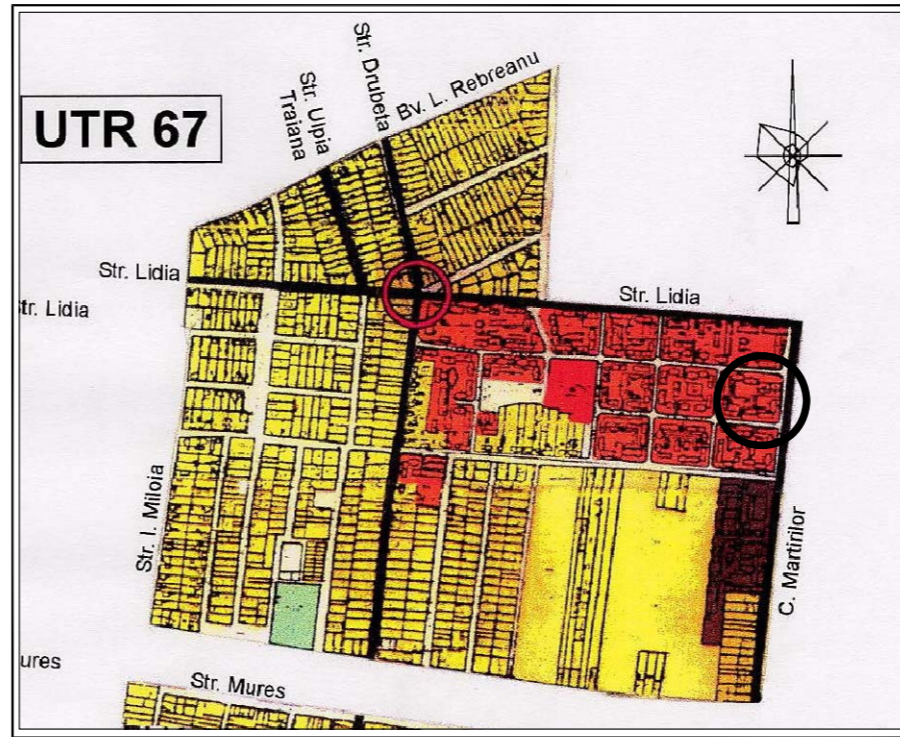 UTR 67
Str. Ulpia
Traiana
Str. Drubeta
Bv. L. Rebreanu
Str. Lidia
Str. Lidia
tr. Lidia
Str. I. Miloia
C. Martirilor
ures
Str. Mures